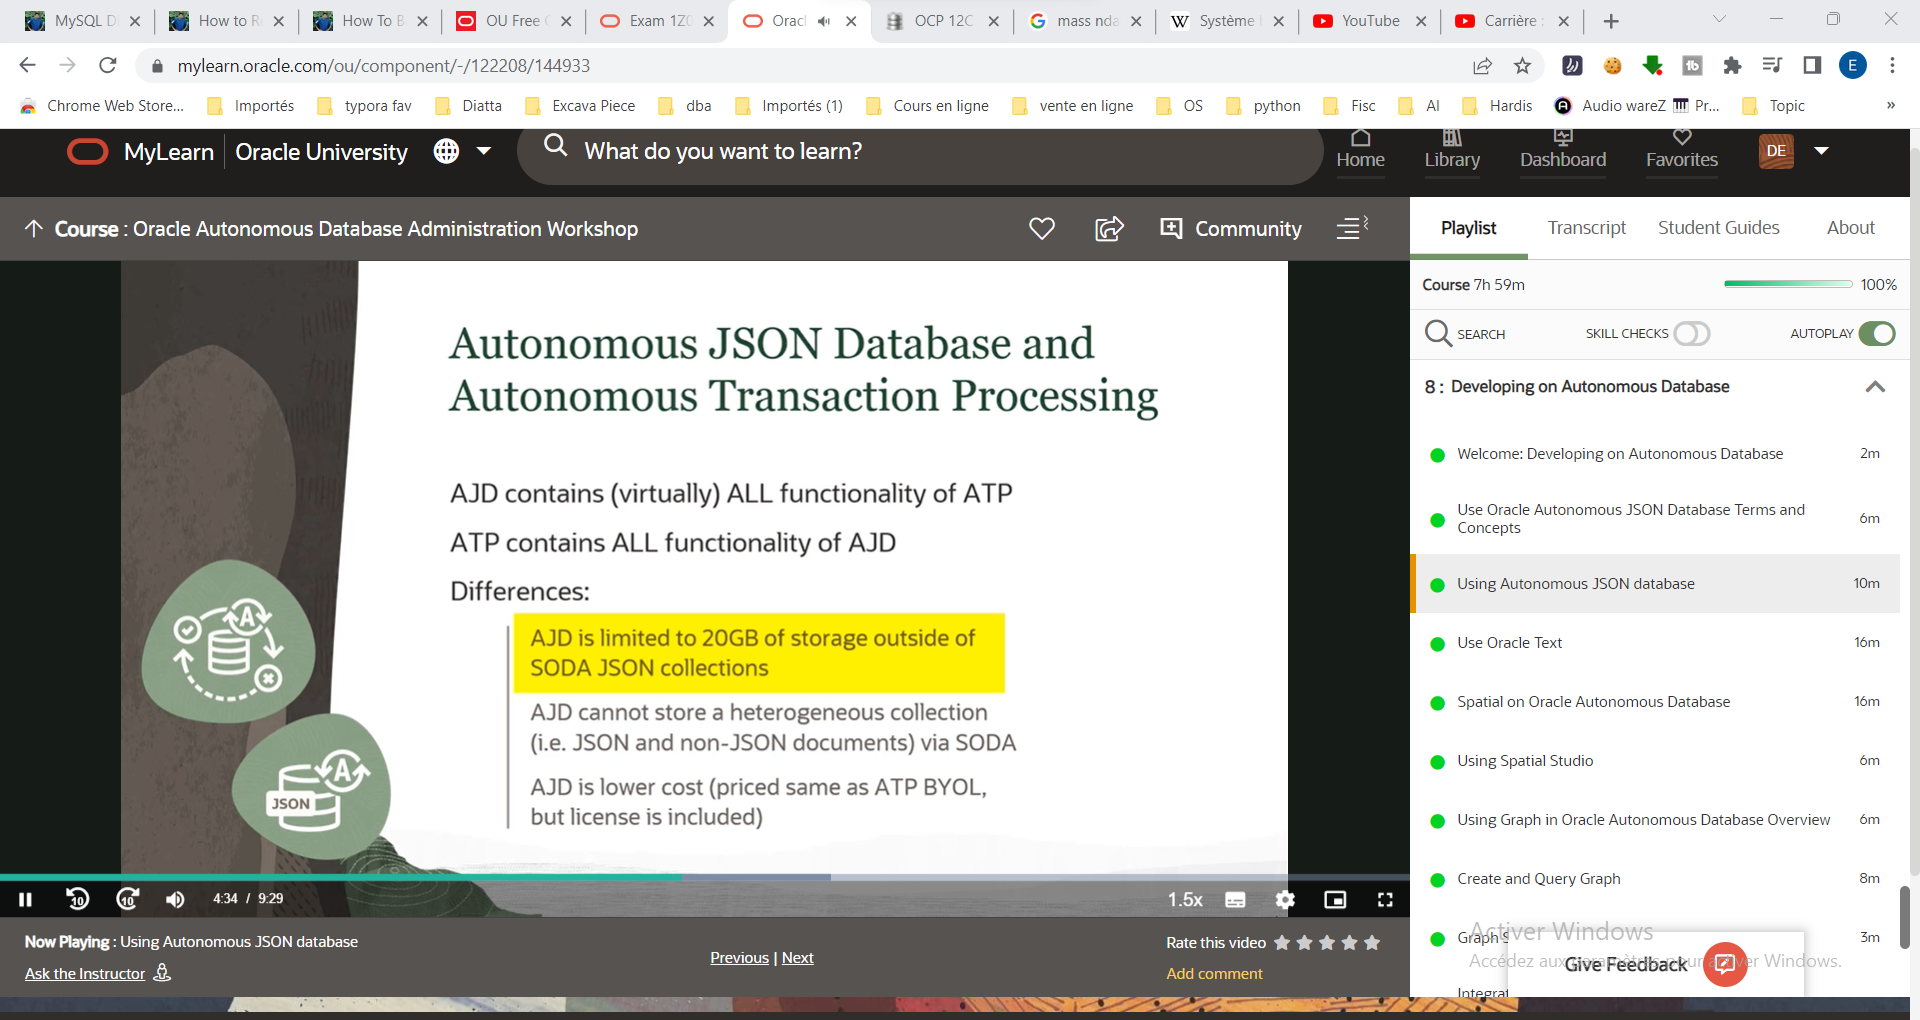 MySQL D
How to R
How To B
OU Free
Exam 1Z0
Orac
OCP 12C
mass nda
Système
YouTube
Carrière
mylearn.oracle.com/ou/component/-/122208/144933
E
Chrome Web Store...
Importés
typora fav
Diatta
Excava Piece
dba
Importés (1)
Cours en ligne
vente en ligne
OS
python
Fisc
AI
Hardis
Audio wareZ
Pr...
Topic
»
MyLearn
Oracle University
What do you want to learn?
Home
Library
Dashboard
Favorites
DE
Course : Oracle Autonomous Database Administration Workshop
Community
Playlist
Transcript
Student Guides
About
Course 7h 59m
100%
SEARCH
SKILL CHECKS
AUTOPLAY
8 : Developing on Autonomous Database
Welcome: Developing on Autonomous Database
2m
Use Oracle Autonomous JSON Database Terms and
Concepts
6m
Using Autonomous JSON database
10m
Use Oracle Text
16m
Spatial on Oracle Autonomous Database
16m
Using Spatial Studio
6m
Using Graph in Oracle Autonomous Database Overview
6m
Create and Query Graph
8m
Graph S
3m
Integrat
Autonomous JSON Database and
Autonomous Transaction Processing
AJD contains (virtually) ALL functionality of ATP
ATP contains ALL functionality of AJD
Differences:
AJD is limited to 20GB of storage outside of
SODA JSON collections
AJD cannot store a heterogeneous collection
(i.e. JSON and non-JSON documents) via SODA
AJD is lower cost (priced same as ATP BYOL,
but license is included)
A
A
JSON
10
10
4:34 / 9:29
1.5x
Now Playing : Using Autonomous JSON database
Ask the Instructor
Previous | Next
Rate this video
Add comment
Activer Windows
Accédez aux paramètres pour activer Windows.
Give Feedback